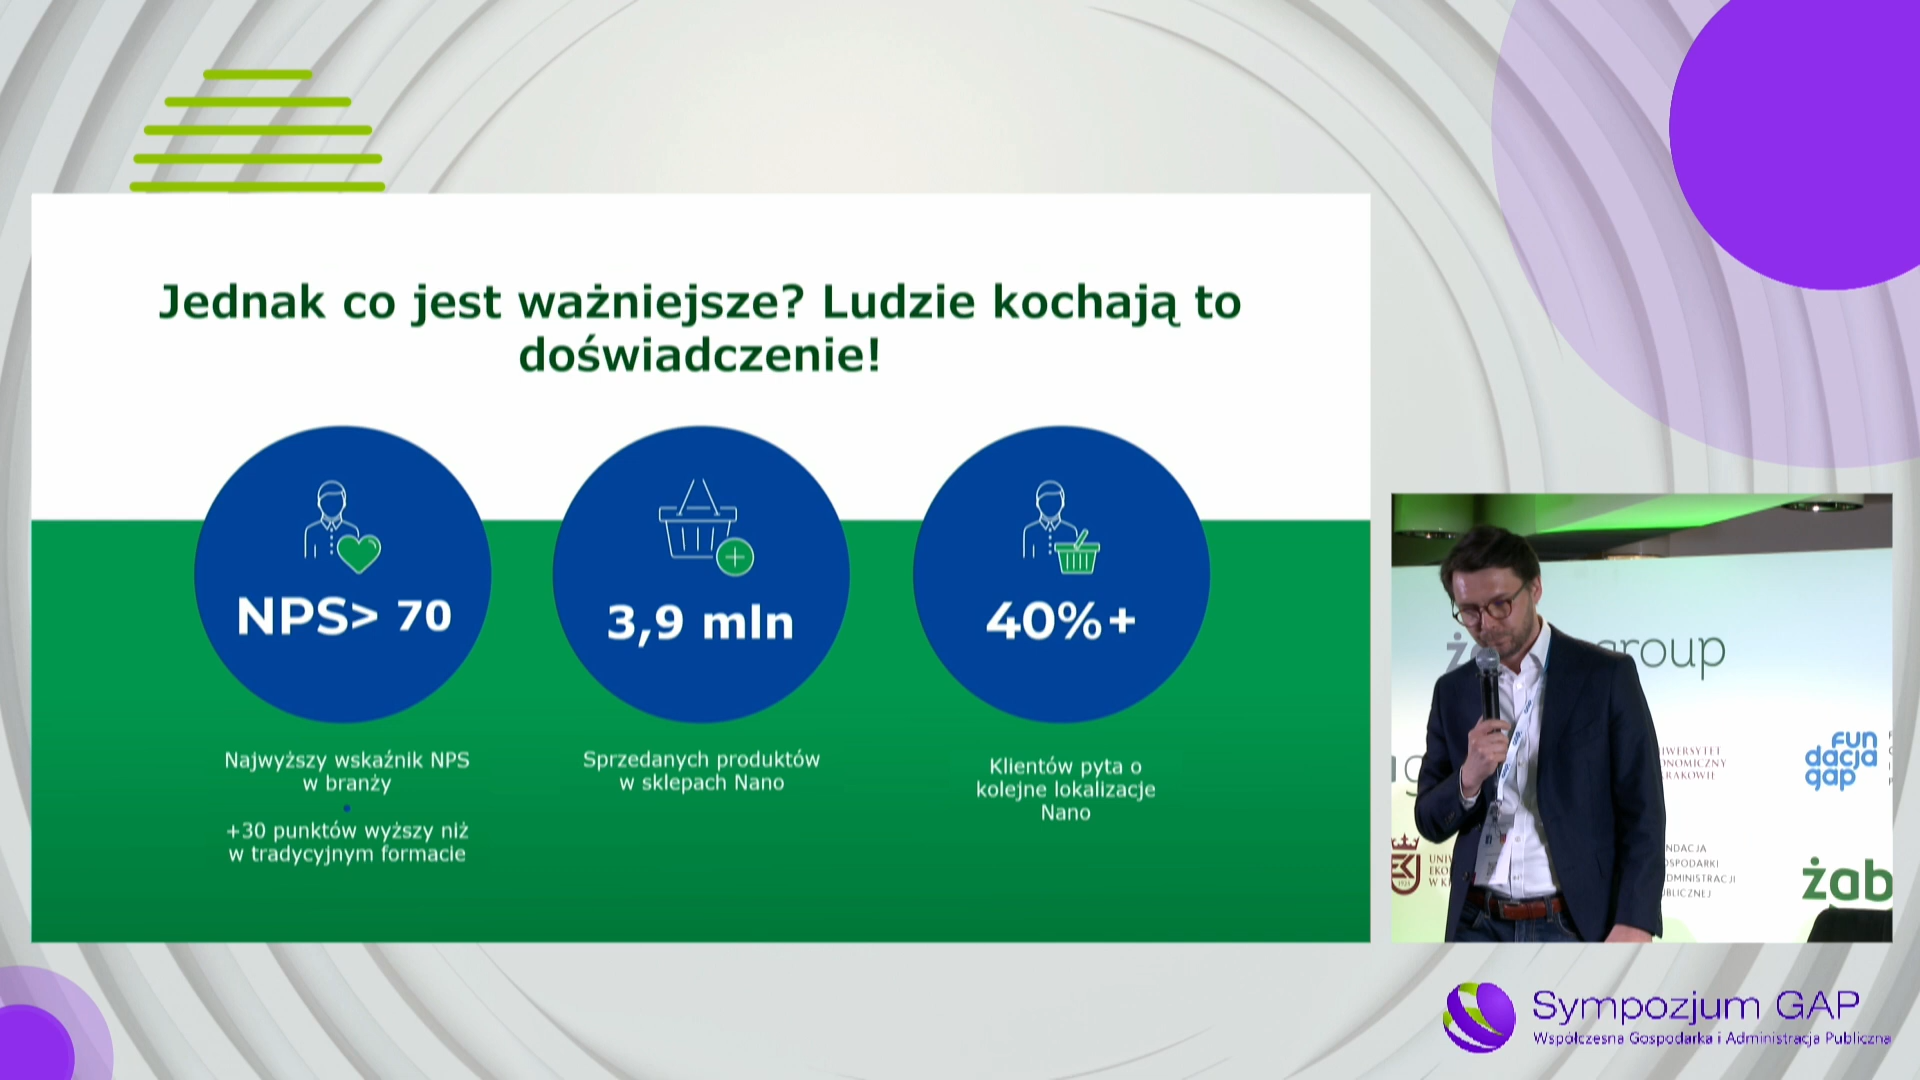 Jednak co jest ważniejsze? Ludzie kochają to
doświadczenie!
NPS> 70
3,9 mln
40%+
Najwyższy wskaźnik NPS
w branży
+30 punktów wyższy niż
w tradycyjnym formacie
Sprzedanych produktów
w sklepach Nano
Klientów pyta o
kolejne lokalizacje
Nano
group
fun
dacja
gap
żab
Sympozjum GAP
Współczesna Gospodarka i Administracja Publiczna